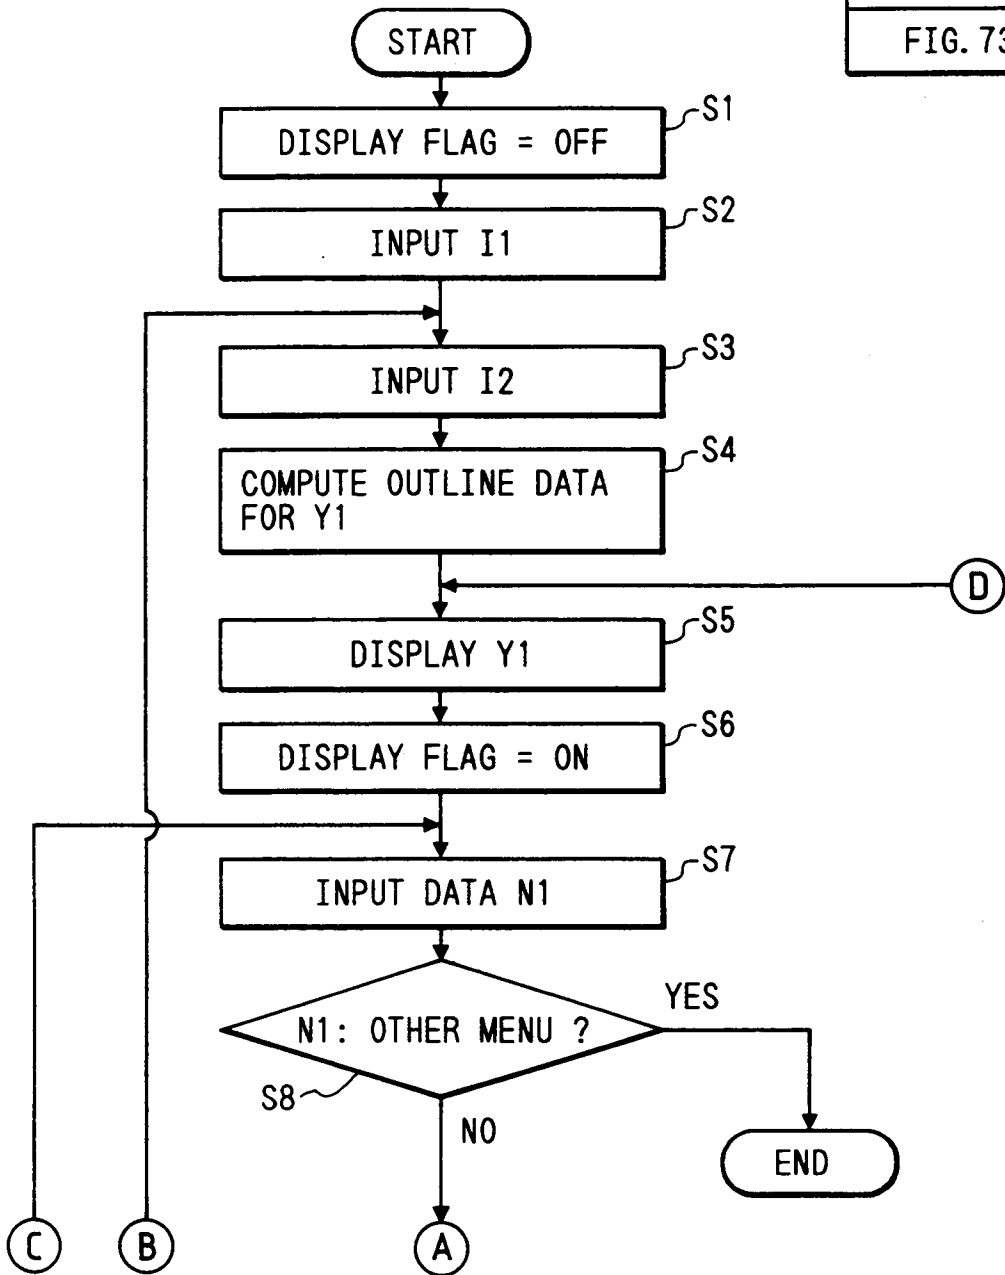 START
FIG. 73
DISPLAY FLAG = OFF
S1
INPUT I1
S2
INPUT I2
S3
COMPUTE OUTLINE DATA
FOR Y1
S4
D
DISPLAY Y1
S5
DISPLAY FLAG = ON
S6
INPUT DATA N1
S7
N1: OTHER MENU ?
YES
S8
NO
END
C
B
A